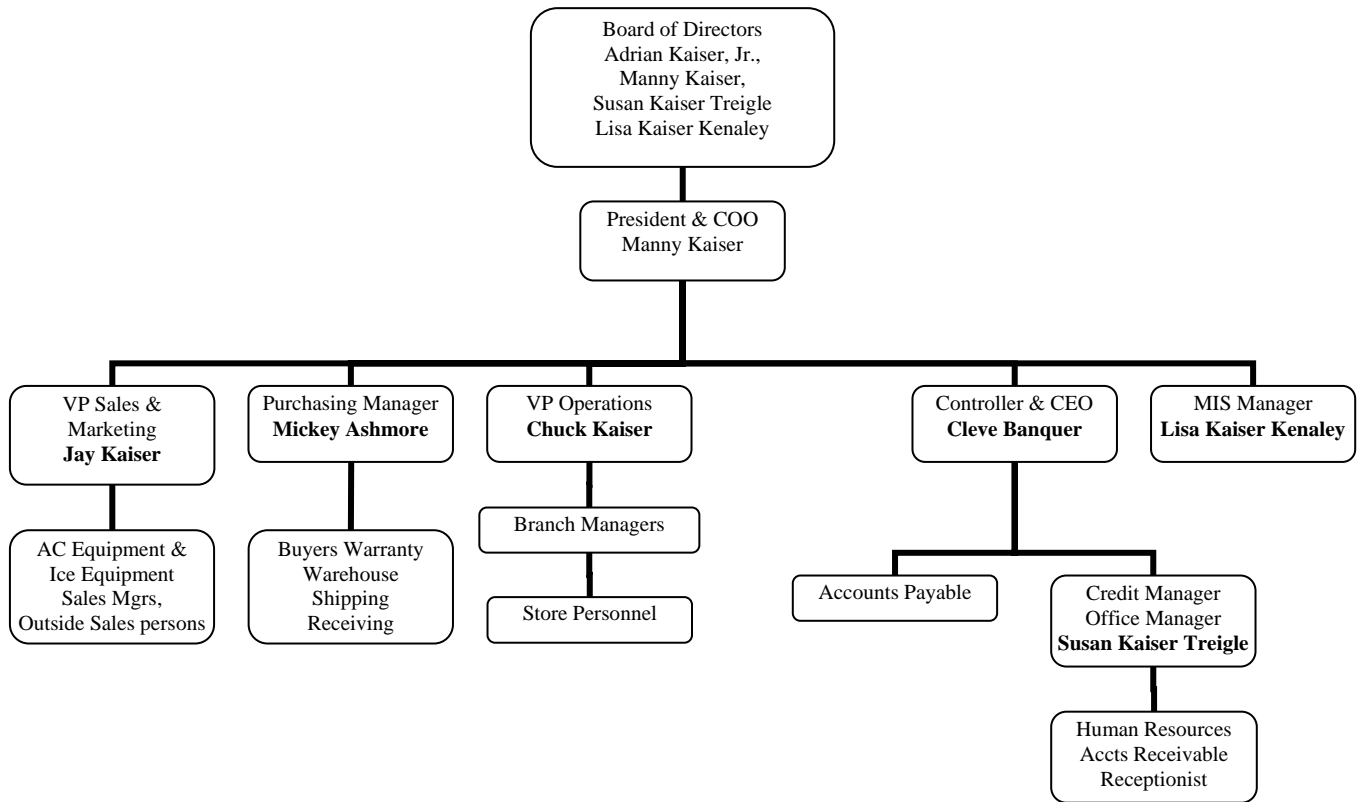 Board of Directors
Adrian Kaiser, Jr.,
Manny Kaiser,
Susan Kaiser Treigle
Lisa Kaiser Kenaley
President & COO
Manny Kaiser
VP Sales &
Marketing
Jay Kaiser
Purchasing Manager
Mickey Ashmore
VP Operations
Chuck Kaiser
Controller & CEO
Cleve Banquer
MIS Manager
Lisa Kaiser Kenaley
AC Equipment &
Ice Equipment
Sales Mgrs,
Outside Sales persons
Buyers Warranty
Warehouse
Shipping
Receiving
Branch Managers
Store Personnel
Accounts Payable
Credit Manager
Office Manager
Susan Kaiser Treigle
Human Resources
Accts Receivable
Receptionist